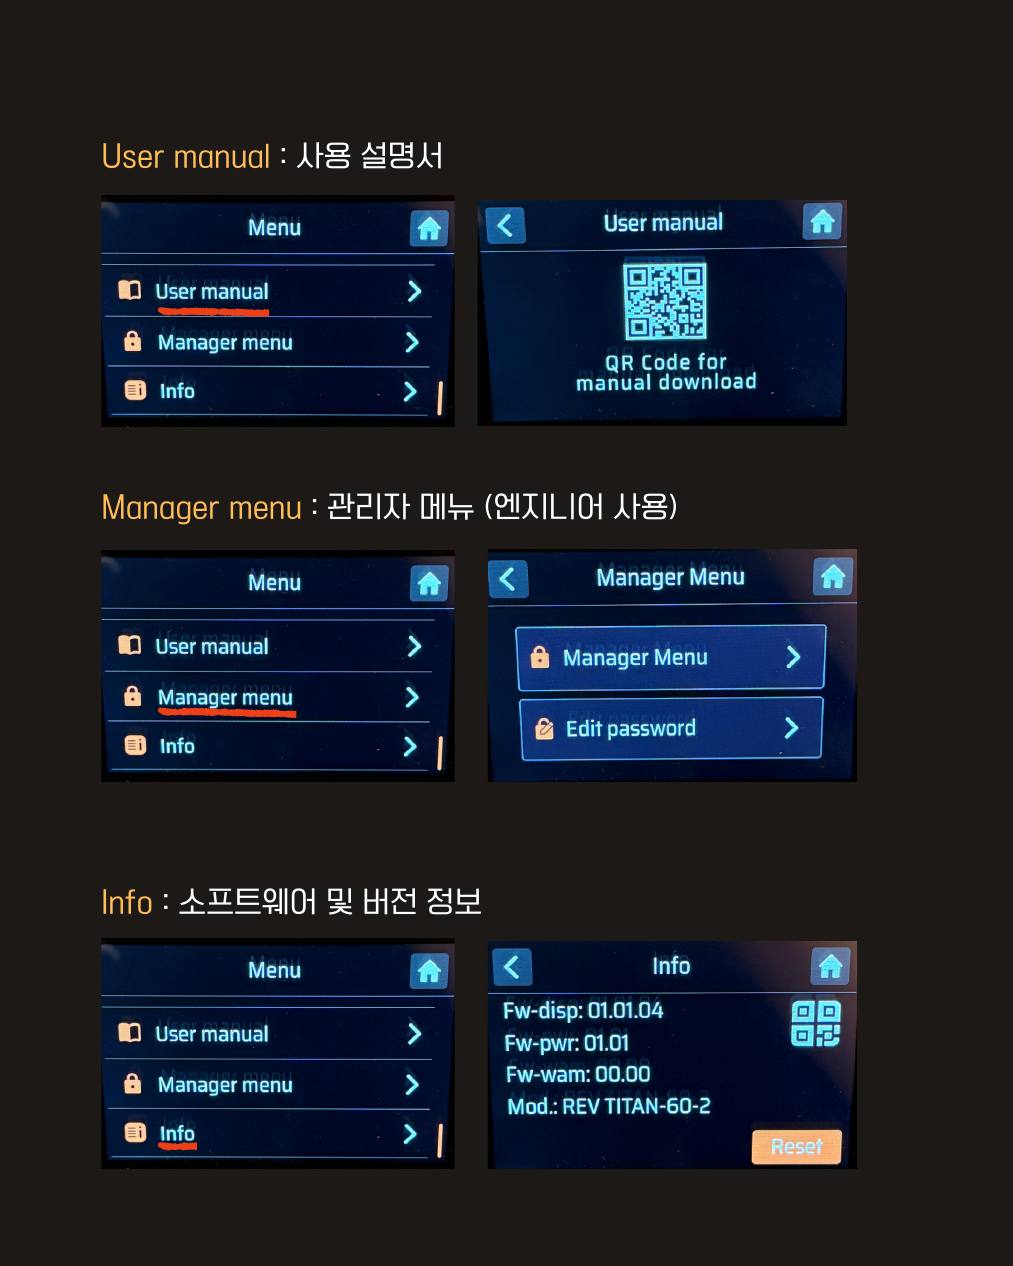 User manual : 사용 설명서
Menu
User manual
Manager menu
Info
User manual
QR Code for
manual download
Manager menu : 관리자 메뉴 (엔지니어 사용)
Menu
User manual
Manager menu
Info
Manager Menu
Manager Menu
Edit password
Info : 소프트웨어 및 버전 정보
Menu
User manual
Manager menu
Info
Info
Fw-disp: 01.01.04
Fw-pwr: 01.01
Fw-wam: 00.00
Mod.: REV TITAN-60-2
Reset